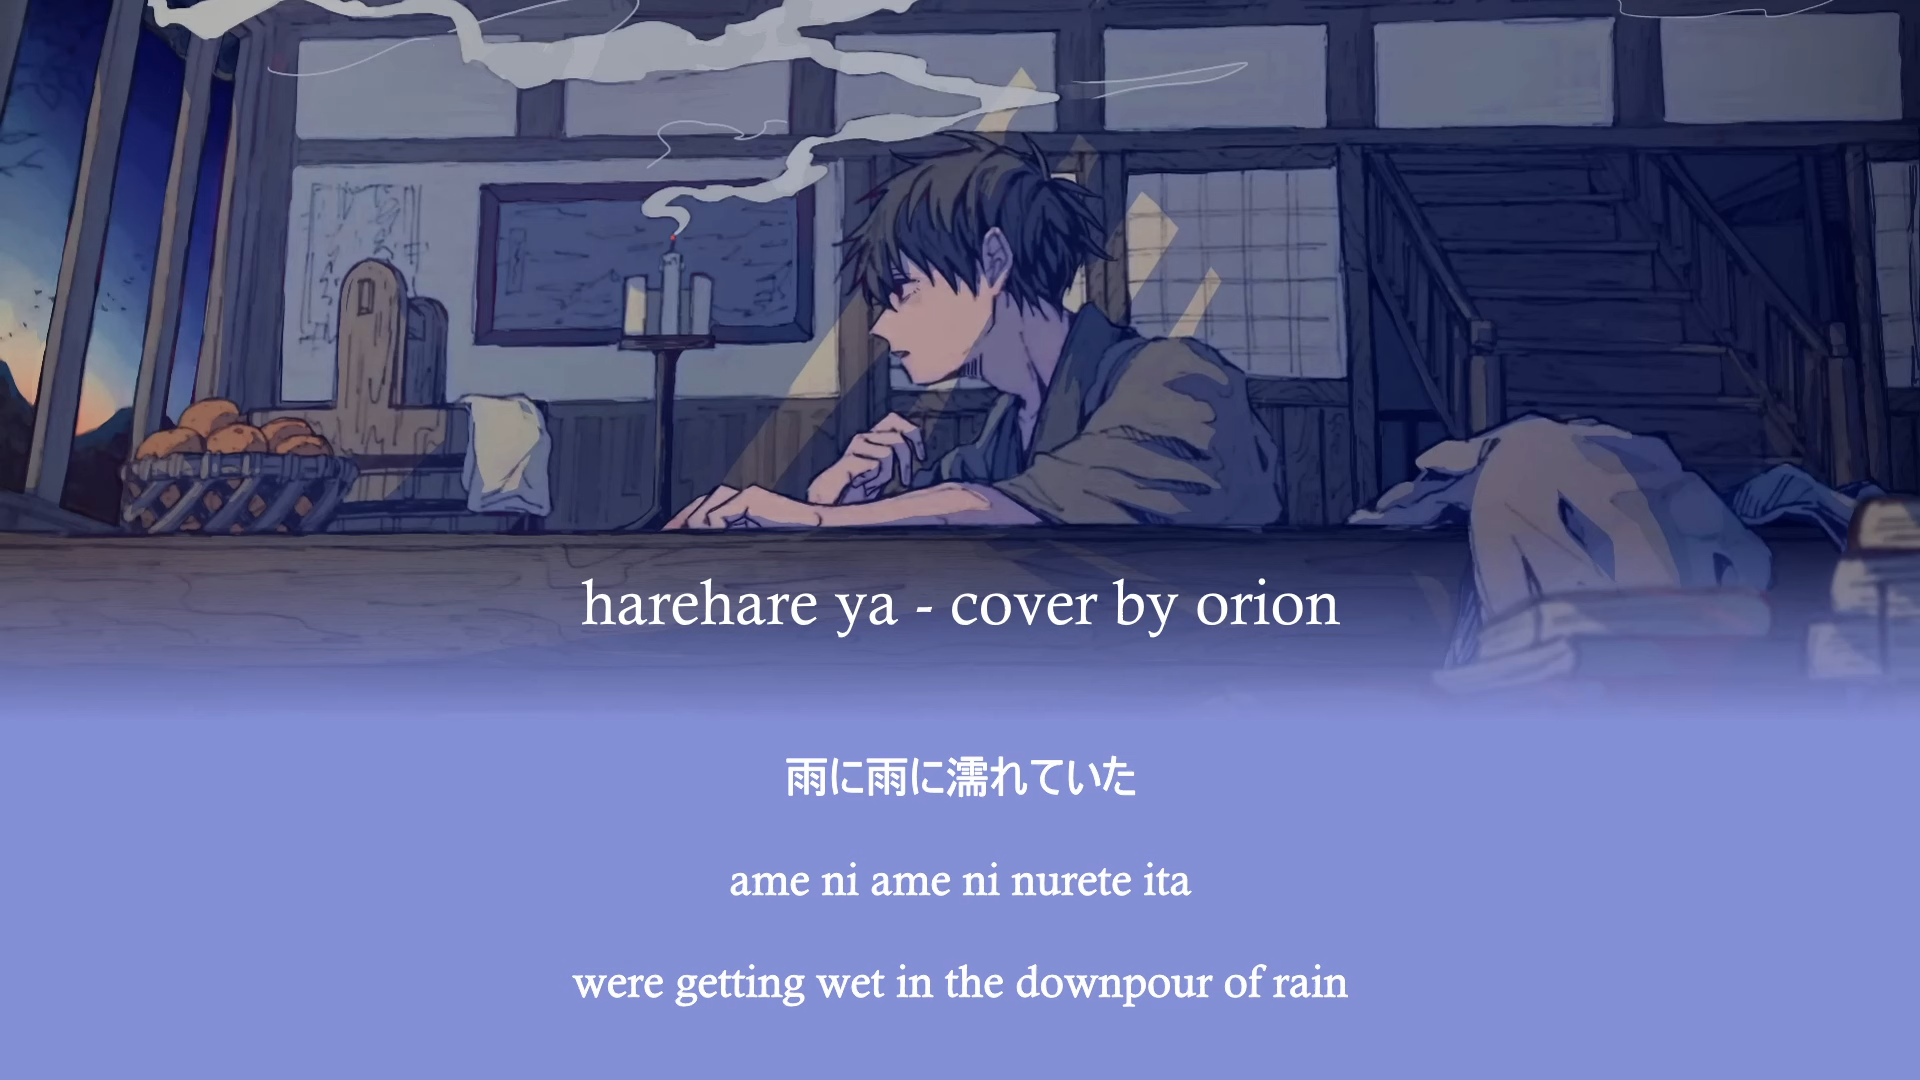 harehare ya - cover by orion
雨に雨に濡れていた
ame ni ame ni nurete ita
were getting wet in the downpour of rain